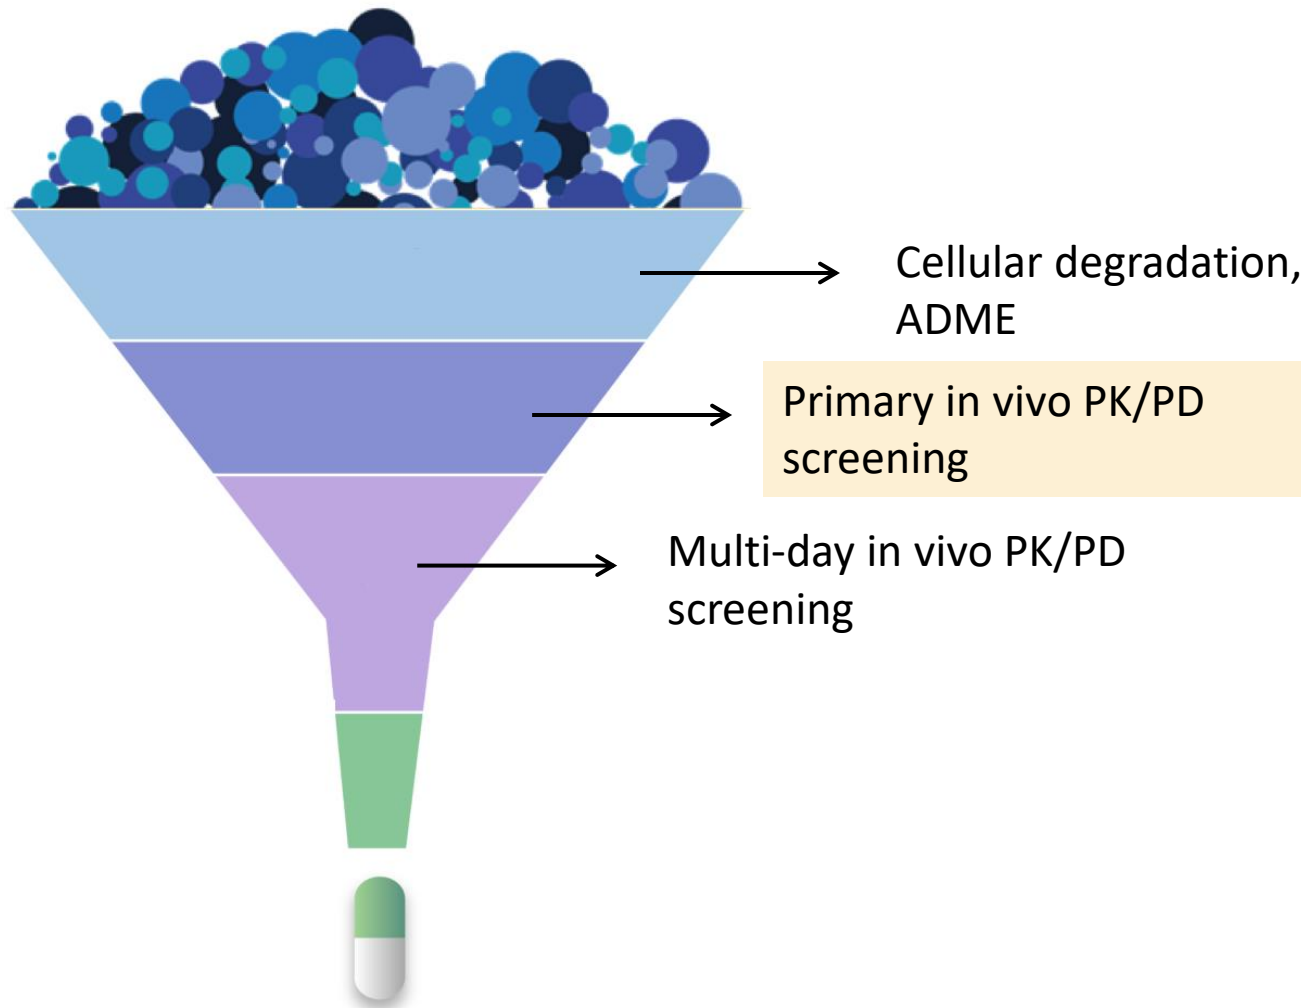 Cellular degradation,
ADME
Primary in vivo PK/PD
screening
Multi-day in vivo PK/PD
screening